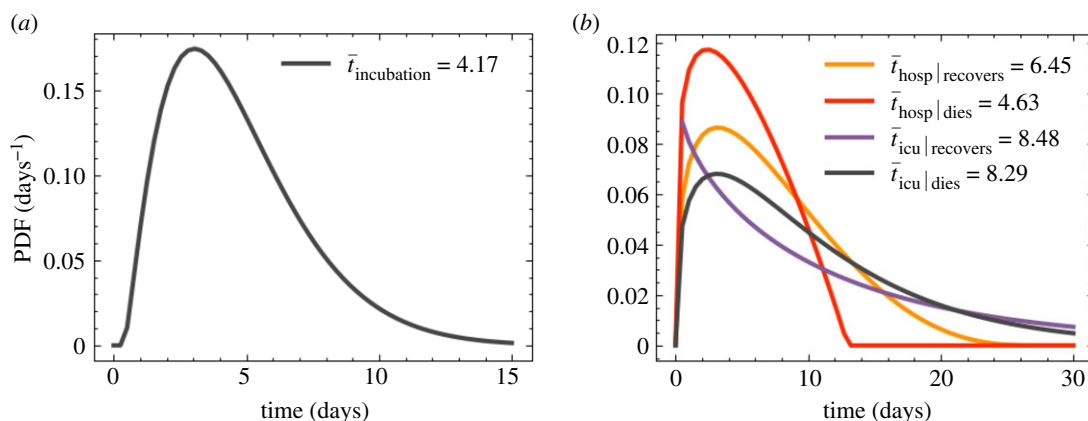 (a)
PDF (days⁻¹)
0.15
0.10
0.05
0
t̄incubation = 4.17
0 5 10 15
time (days)
(b)
0.12
0.10
0.08
0.06
0.04
0.02
0
t̄hosp|recovers = 6.45
t̄hosp|dies = 4.63
t̄icu|recovers = 8.48
t̄icu|dies = 8.29
0 10 20 30
time (days)